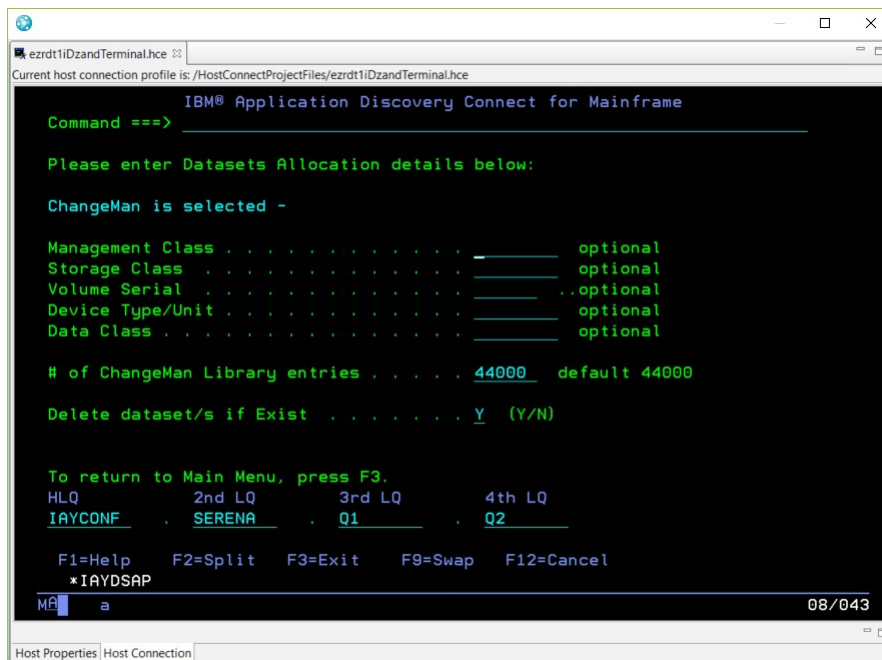 ezrdt1iDzandTerminal.hce
Current host connection profile is: /HostConnectProjectFiles/ezrdt1iDzandTerminal.hce
IBM® Application Discovery Connect for Mainframe
Command ===>
Please enter Datasets Allocation details below:
ChangeMan is selected -
Management Class . . . . . . . . . . . . optional
Storage Class . . . . . . . . . . . . . optional
Volume Serial . . . . . . . . . . . . . ..optional
Device Type/Unit . . . . . . . . . . . . optional
Data Class . . . . . . . . . . . . . . . optional
# of ChangeMan Library entries . . . . . 44000 default 44000
Delete dataset/s if Exist . . . . . . . Y (Y/N)
To return to Main Menu, press F3.
HLQ 2nd LQ 3rd LQ 4th LQ
IAYCONF . SERENA . Q1 . Q2
F1=Help F2=Split F3=Exit F9=Swap F12=Cancel
*IAYDSAP
MA a 08/043
Host Properties Host Connection